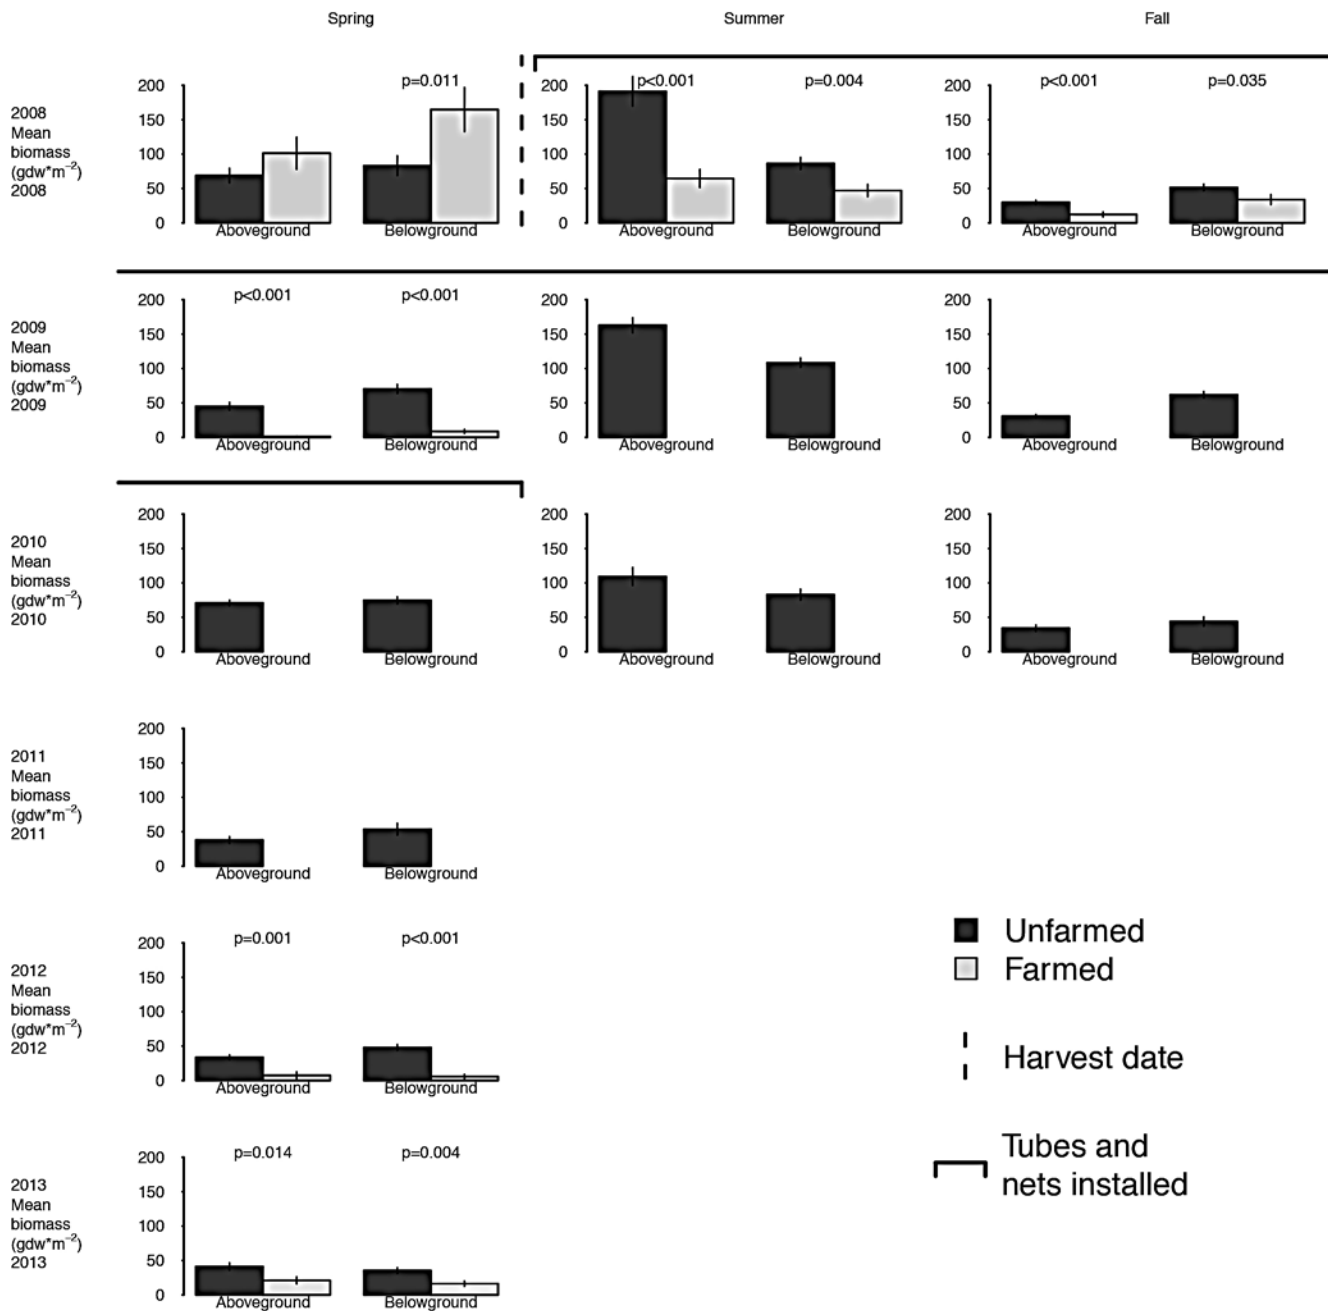 Spring Summer Fall
p=0.011 p<0.001 p=0.004 p<0.001 p=0.035
2008
Mean
biomass
(gdw*m⁻²)
2008
200 200 200
150 150 150
100 100 100
50 50 50
0 0 0
Aboveground Belowground Aboveground Belowground Aboveground Belowground
p<0.001 p<0.001
2009
Mean
biomass
(gdw*m⁻²)
2009
200 200 200
150 150 150
100 100 100
50 50 50
0 0 0
Aboveground Belowground Aboveground Belowground Aboveground Belowground
2010
Mean
biomass
(gdw*m⁻²)
2010
200 200 200
150 150 150
100 100 100
50 50 50
0 0 0
Aboveground Belowground Aboveground Belowground Aboveground Belowground
2011
Mean
biomass
(gdw*m⁻²)
2011
200
150
100
50
0
Aboveground Belowground
p=0.001 p<0.001
2012
Mean
biomass
(gdw*m⁻²)
2012
200
150
100
50
0
Aboveground Belowground
p=0.014 p=0.004
2013
Mean
biomass
(gdw*m⁻²)
2013
200
150
100
50
0
Aboveground Belowground
Unfarmed
Farmed
Harvest date
Tubes and
nets installed